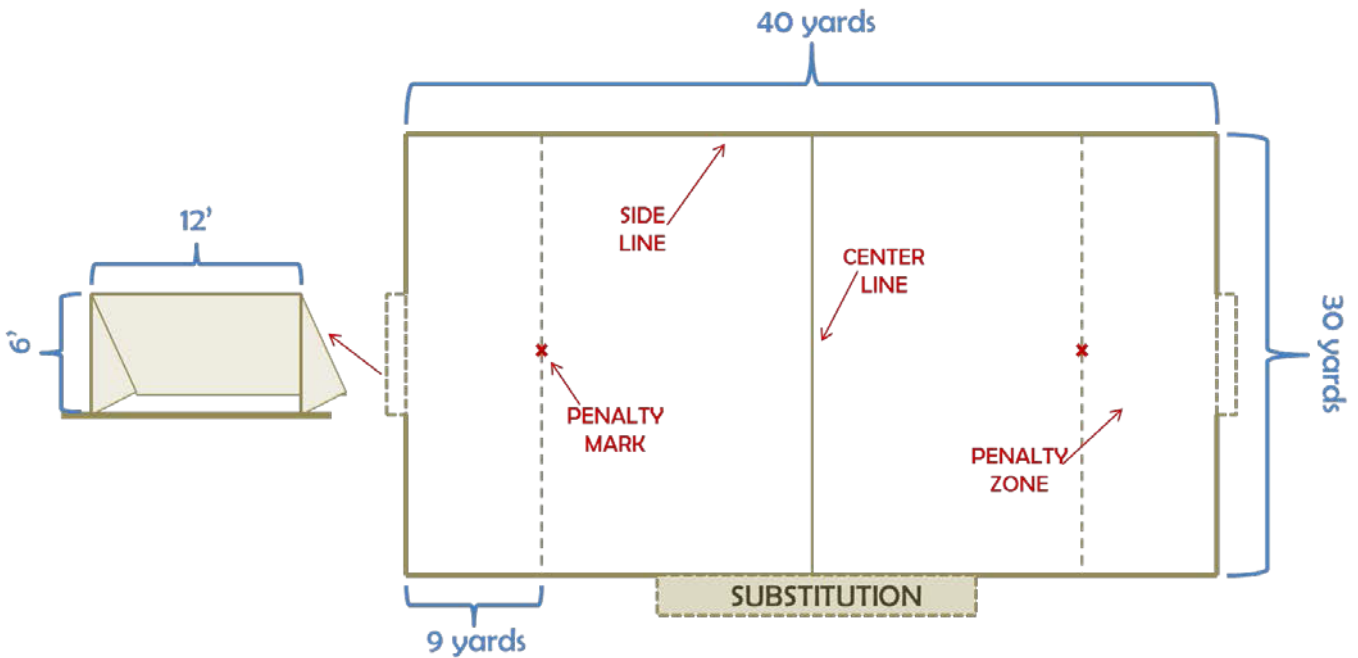 40 yards
SIDE
LINE
12'
CENTER
LINE
6'
30 yards
PENALTY
MARK
PENALTY
ZONE
SUBSTITUTION
9 yards